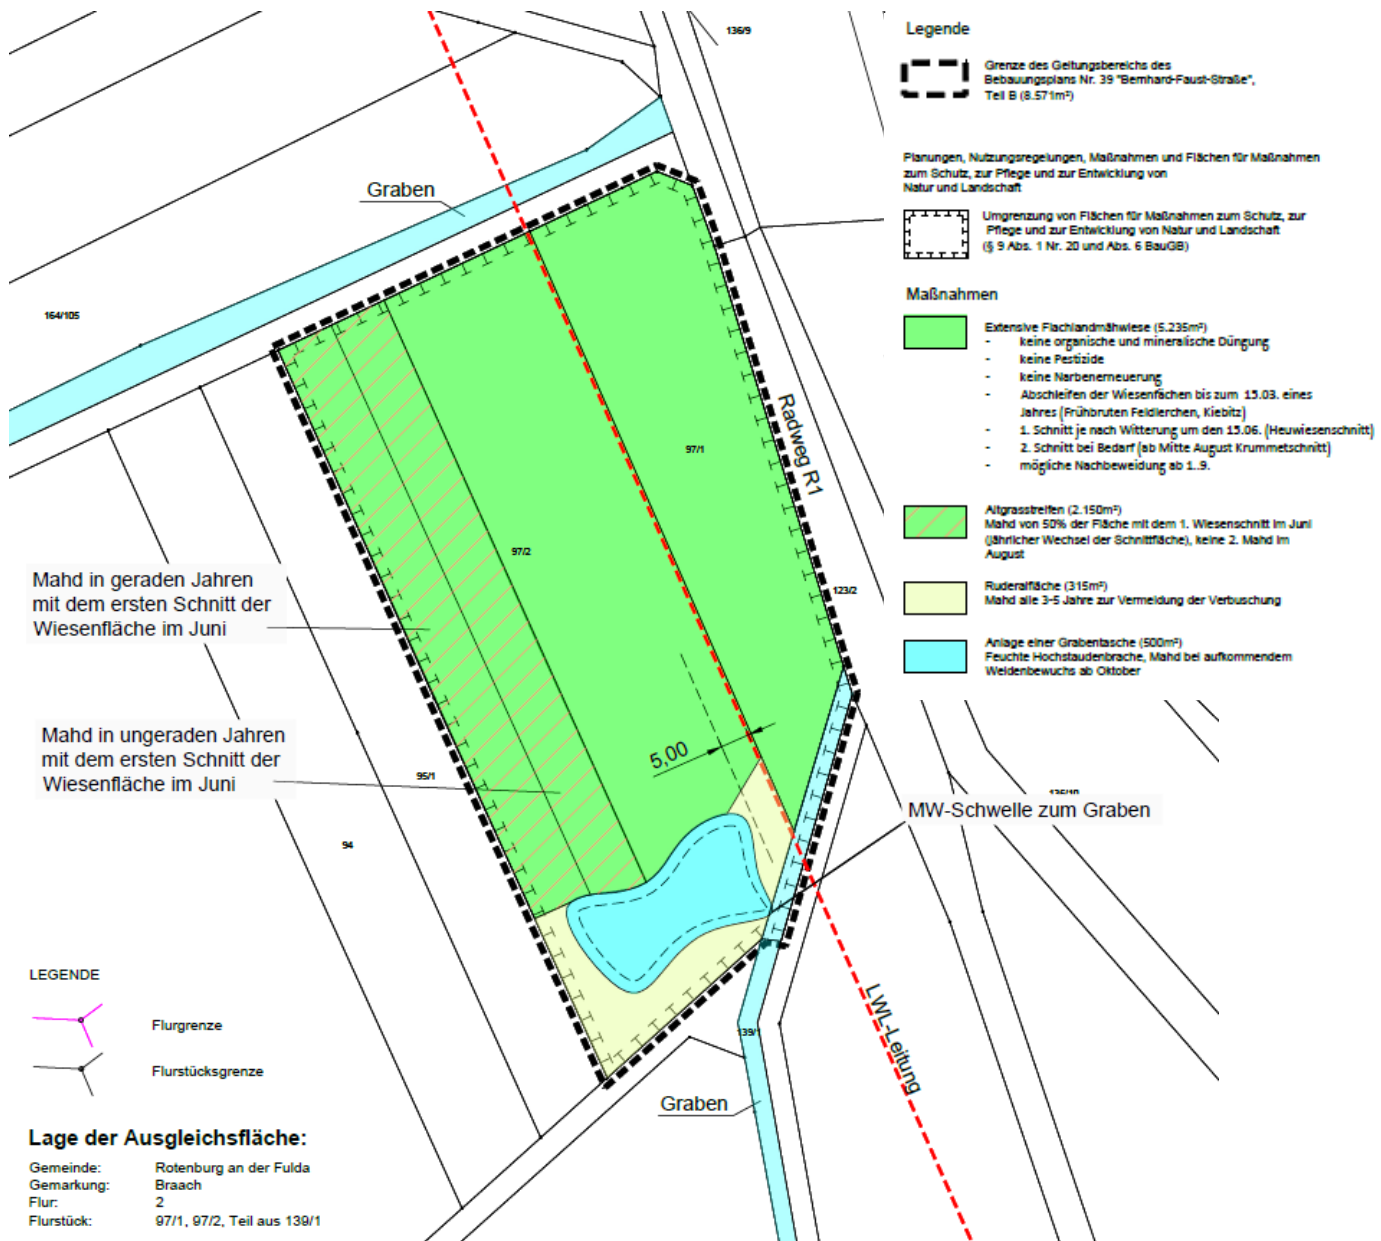 136/9
Graben
164/105
Radweg R1
97/1
97/2
123/2
Mahd in geraden Jahren
mit dem ersten Schnitt der
Wiesenfläche im Juni
Mahd in ungeraden Jahren
mit dem ersten Schnitt der
Wiesenfläche im Juni
5,00
95/1
94
136/10
MW-Schwelle zum Graben
139/1
LWL-Leitung
Graben
Legende
Grenze des Geltungsbereichs des
Bebauungsplans Nr. 39 "Bernhard-Faust-Straße",
Teil B (8.571m²)
Planungen, Nutzungsregelungen, Maßnahmen und Flächen für Maßnahmen
zum Schutz, zur Pflege und zur Entwicklung von
Natur und Landschaft
Umgrenzung von Flächen für Maßnahmen zum Schutz, zur
Pflege und zur Entwicklung von Natur und Landschaft
(§ 9 Abs. 1 Nr. 20 und Abs. 6 BauGB)
Maßnahmen
Extensive Flachlandmähwiese (5.235m²)
- keine organische und mineralische Düngung
- keine Pestizide
- keine Narbenerneuerung
- Abschleifen der Wiesenfächen bis zum 15.03. eines
Jahres (Frühbruten Feldlerchen, Kiebitz)
- 1. Schnitt je nach Witterung um den 15.06. (Heuwiesenschnitt)
- 2. Schnitt bei Bedarf (ab Mitte August Krummetschnitt)
- mögliche Nachbeweidung ab 1..9.
Altgrasstreifen (2.150m²)
Mahd von 50% der Fläche mit dem 1. Wiesenschnitt im Juni
(jährlicher Wechsel der Schnittfläche), keine 2. Mahd im
August
Ruderalfläche (315m²)
Mahd alle 3-5 Jahre zur Vermeidung der Verbuschung
Anlage einer Grabentasche (500m²)
Feuchte Hochstaudenbrache, Mahd bei aufkommendem
Weidenbewuchs ab Oktober
LEGENDE
Flurgrenze
Flurstücksgrenze
Lage der Ausgleichsfläche:
Gemeinde: Rotenburg an der Fulda
Gemarkung: Braach
Flur: 2
Flurstück: 97/1, 97/2, Teil aus 139/1